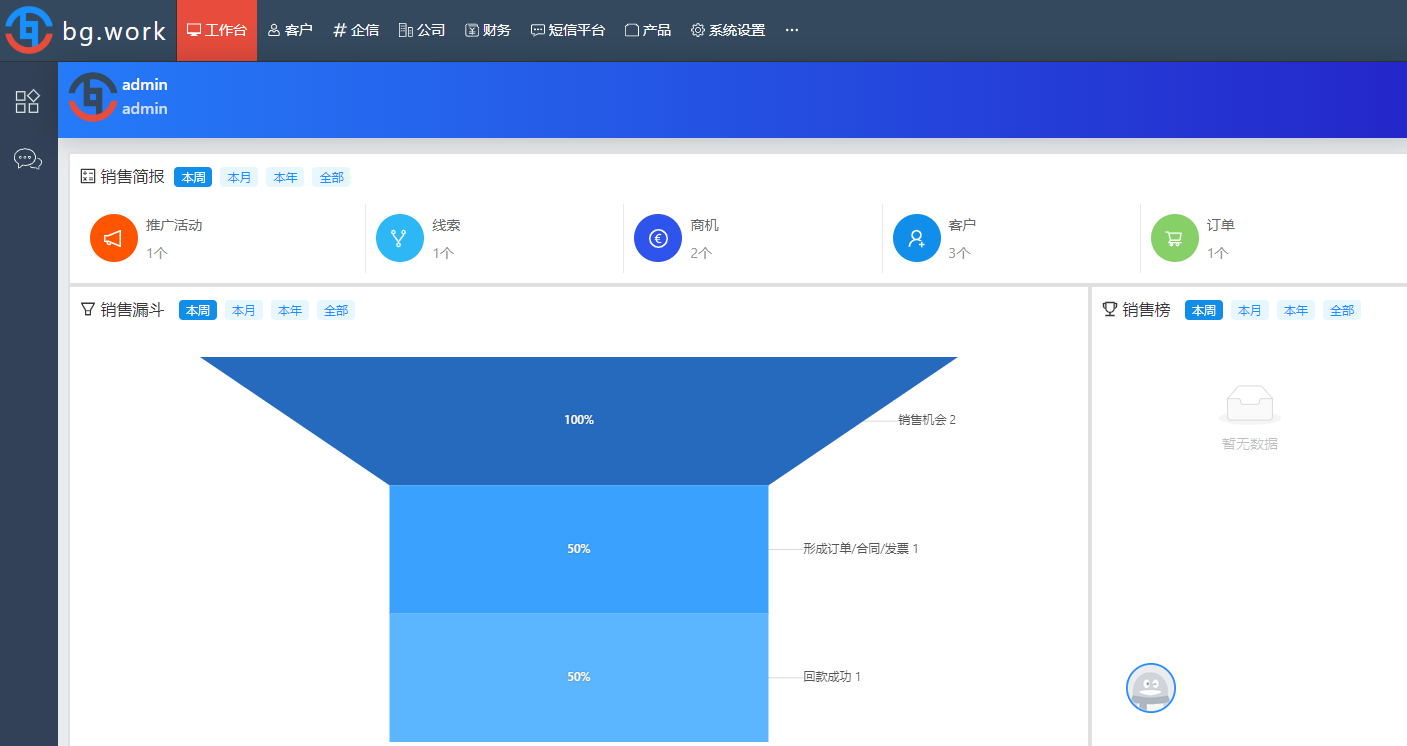 bg.work 工作台 客户 企信 公司 财务 短信平台 产品 系统设置 ...
admin
admin
销售简报 本周 本月 本年 全部
推广活动 线索 商机 客户 订单
1个 1个 2个 3个 1个
销售漏斗 本周 本月 本年 全部 销售榜 本周 本月 本年 全部
100% 销售机会 2
暂无数据
50% 形成订单/合同/发票 1
50% 回款成功 1